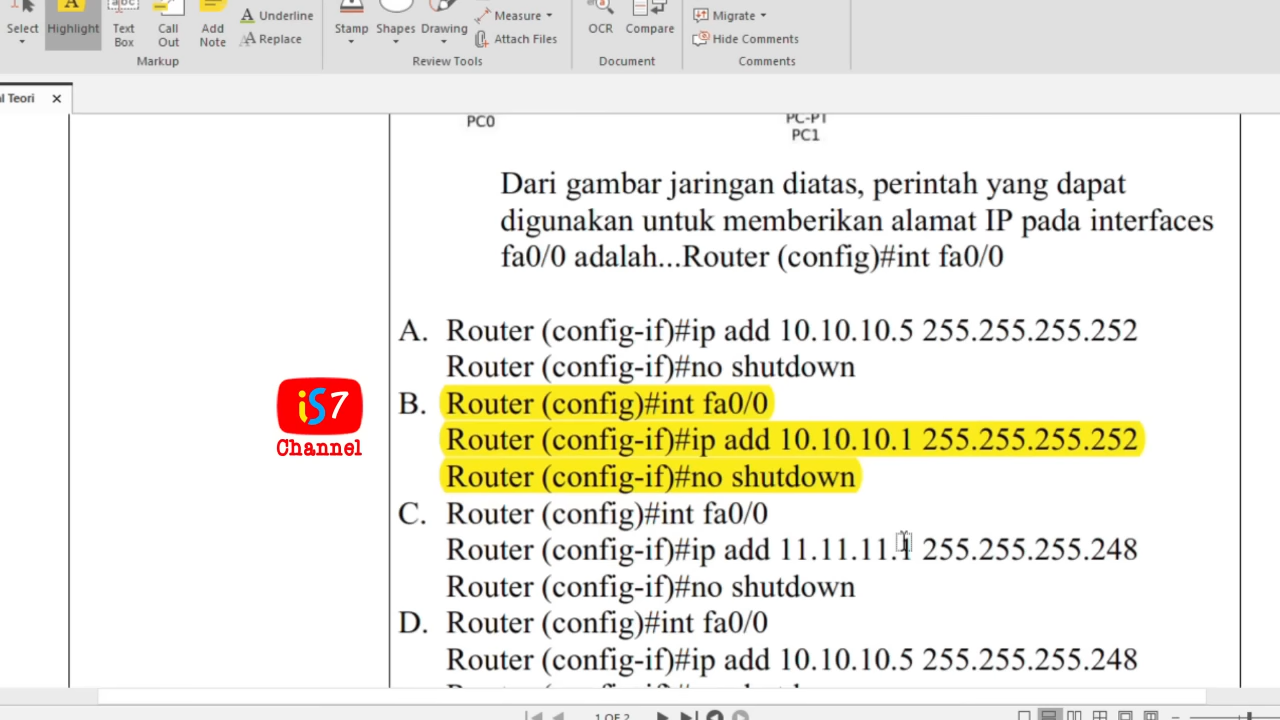 Underline
Measure
Migrate
Select
Highlight
Text
Box
Call
Out
Add
Note
Replace
Stamp
Shapes
Drawing
Attach Files
OCR
Compare
Hide Comments
Markup
Review Tools
Document
Comments
al Teori
PC0
PC-PT
PC1
Dari gambar jaringan diatas, perintah yang dapat
digunakan untuk memberikan alamat IP pada interfaces
fa0/0 adalah...Router (config)#int fa0/0
A. Router (config-if)#ip add 10.10.10.5 255.255.255.252
Router (config-if)#no shutdown
B. Router (config)#int fa0/0
Router (config-if)#ip add 10.10.10.1 255.255.255.252
Router (config-if)#no shutdown
C. Router (config)#int fa0/0
Router (config-if)#ip add 11.11.11.1 255.255.255.248
Router (config-if)#no shutdown
D. Router (config)#int fa0/0
Router (config-if)#ip add 10.10.10.5 255.255.255.248
iS7
Channel
1 OF 2